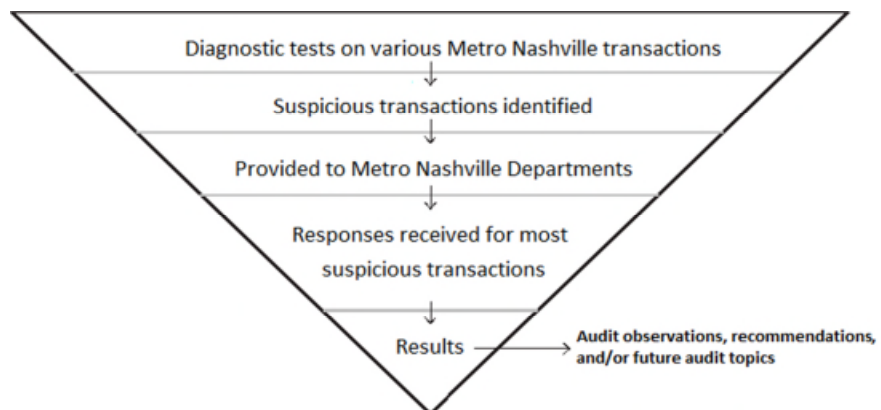 Diagnostic tests on various Metro Nashville transactions
Suspicious transactions identified
Provided to Metro Nashville Departments
Responses received for most
suspicious transactions
Results
Audit observations, recommendations,
and/or future audit topics